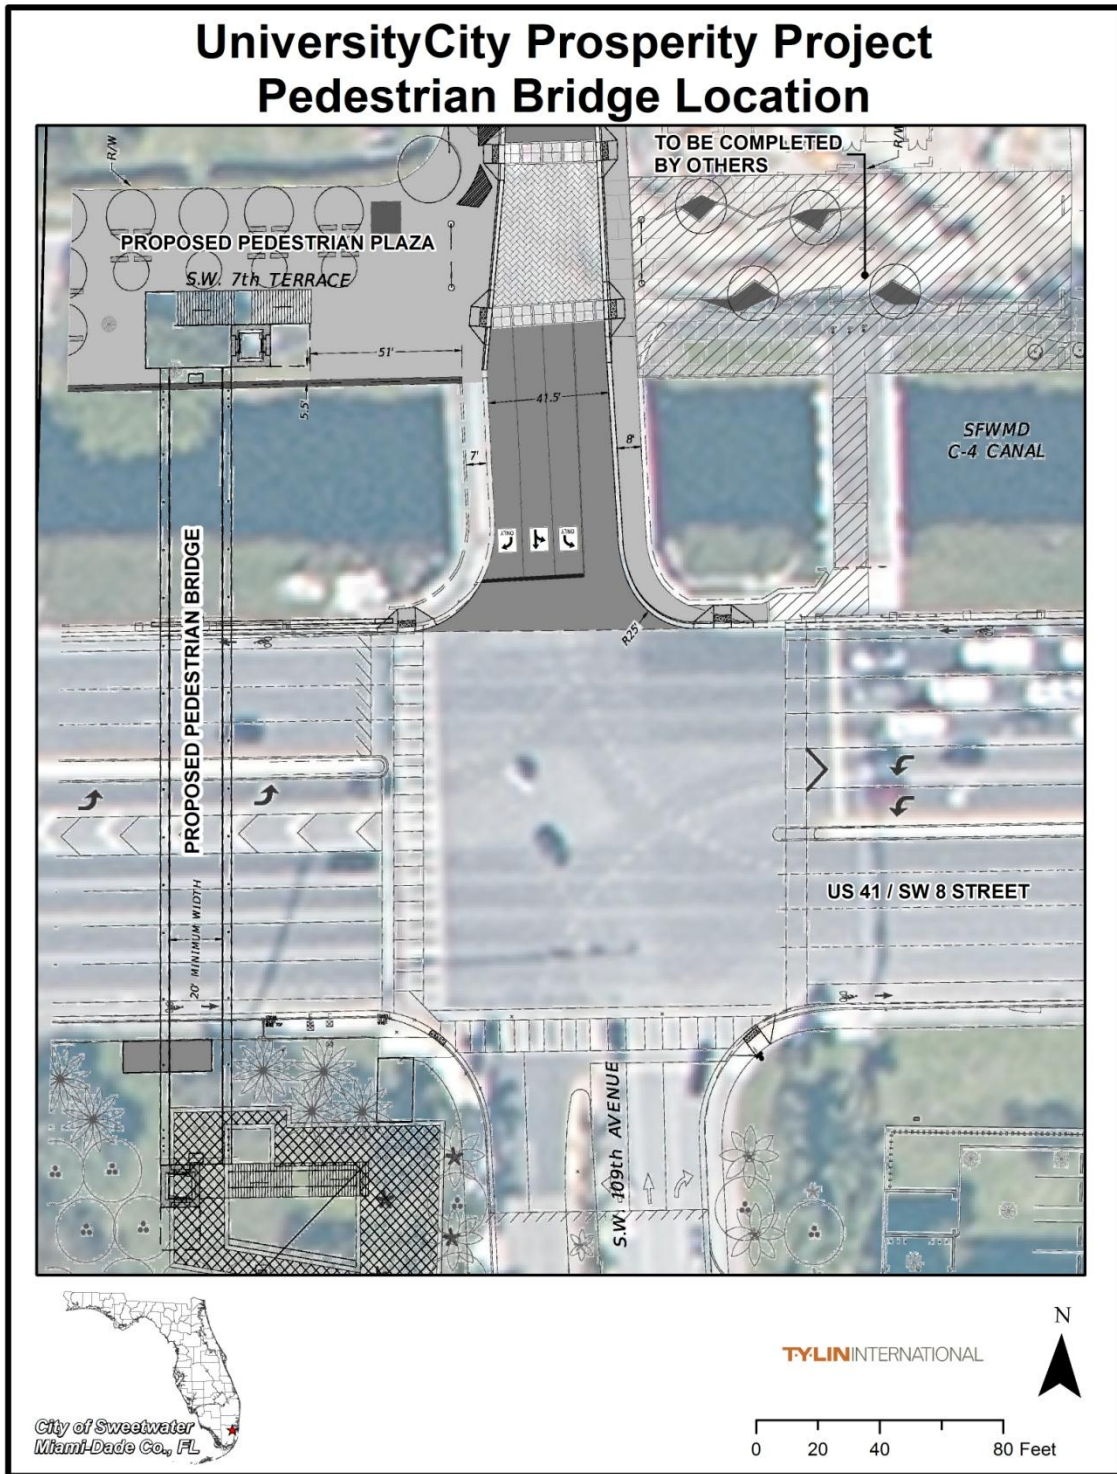 UniversityCity Prosperity Project
Pedestrian Bridge Location
R/W
TO BE COMPLETED
BY OTHERS
R/W
PROPOSED PEDESTRIAN PLAZA
S.W. 7th TERRACE
51'
5.5'
41.5'
7'
8'
SFWMD
C-4 CANAL
ONLY
ONLY
R25'
PROPOSED PEDESTRIAN BRIDGE
20' MINIMUM WIDTH
US 41 / SW 8 STREET
S.W. 109th AVENUE
City of Sweetwater
Miami-Dade Co., FL
T·Y·LIN INTERNATIONAL
N
0 20 40 80 Feet